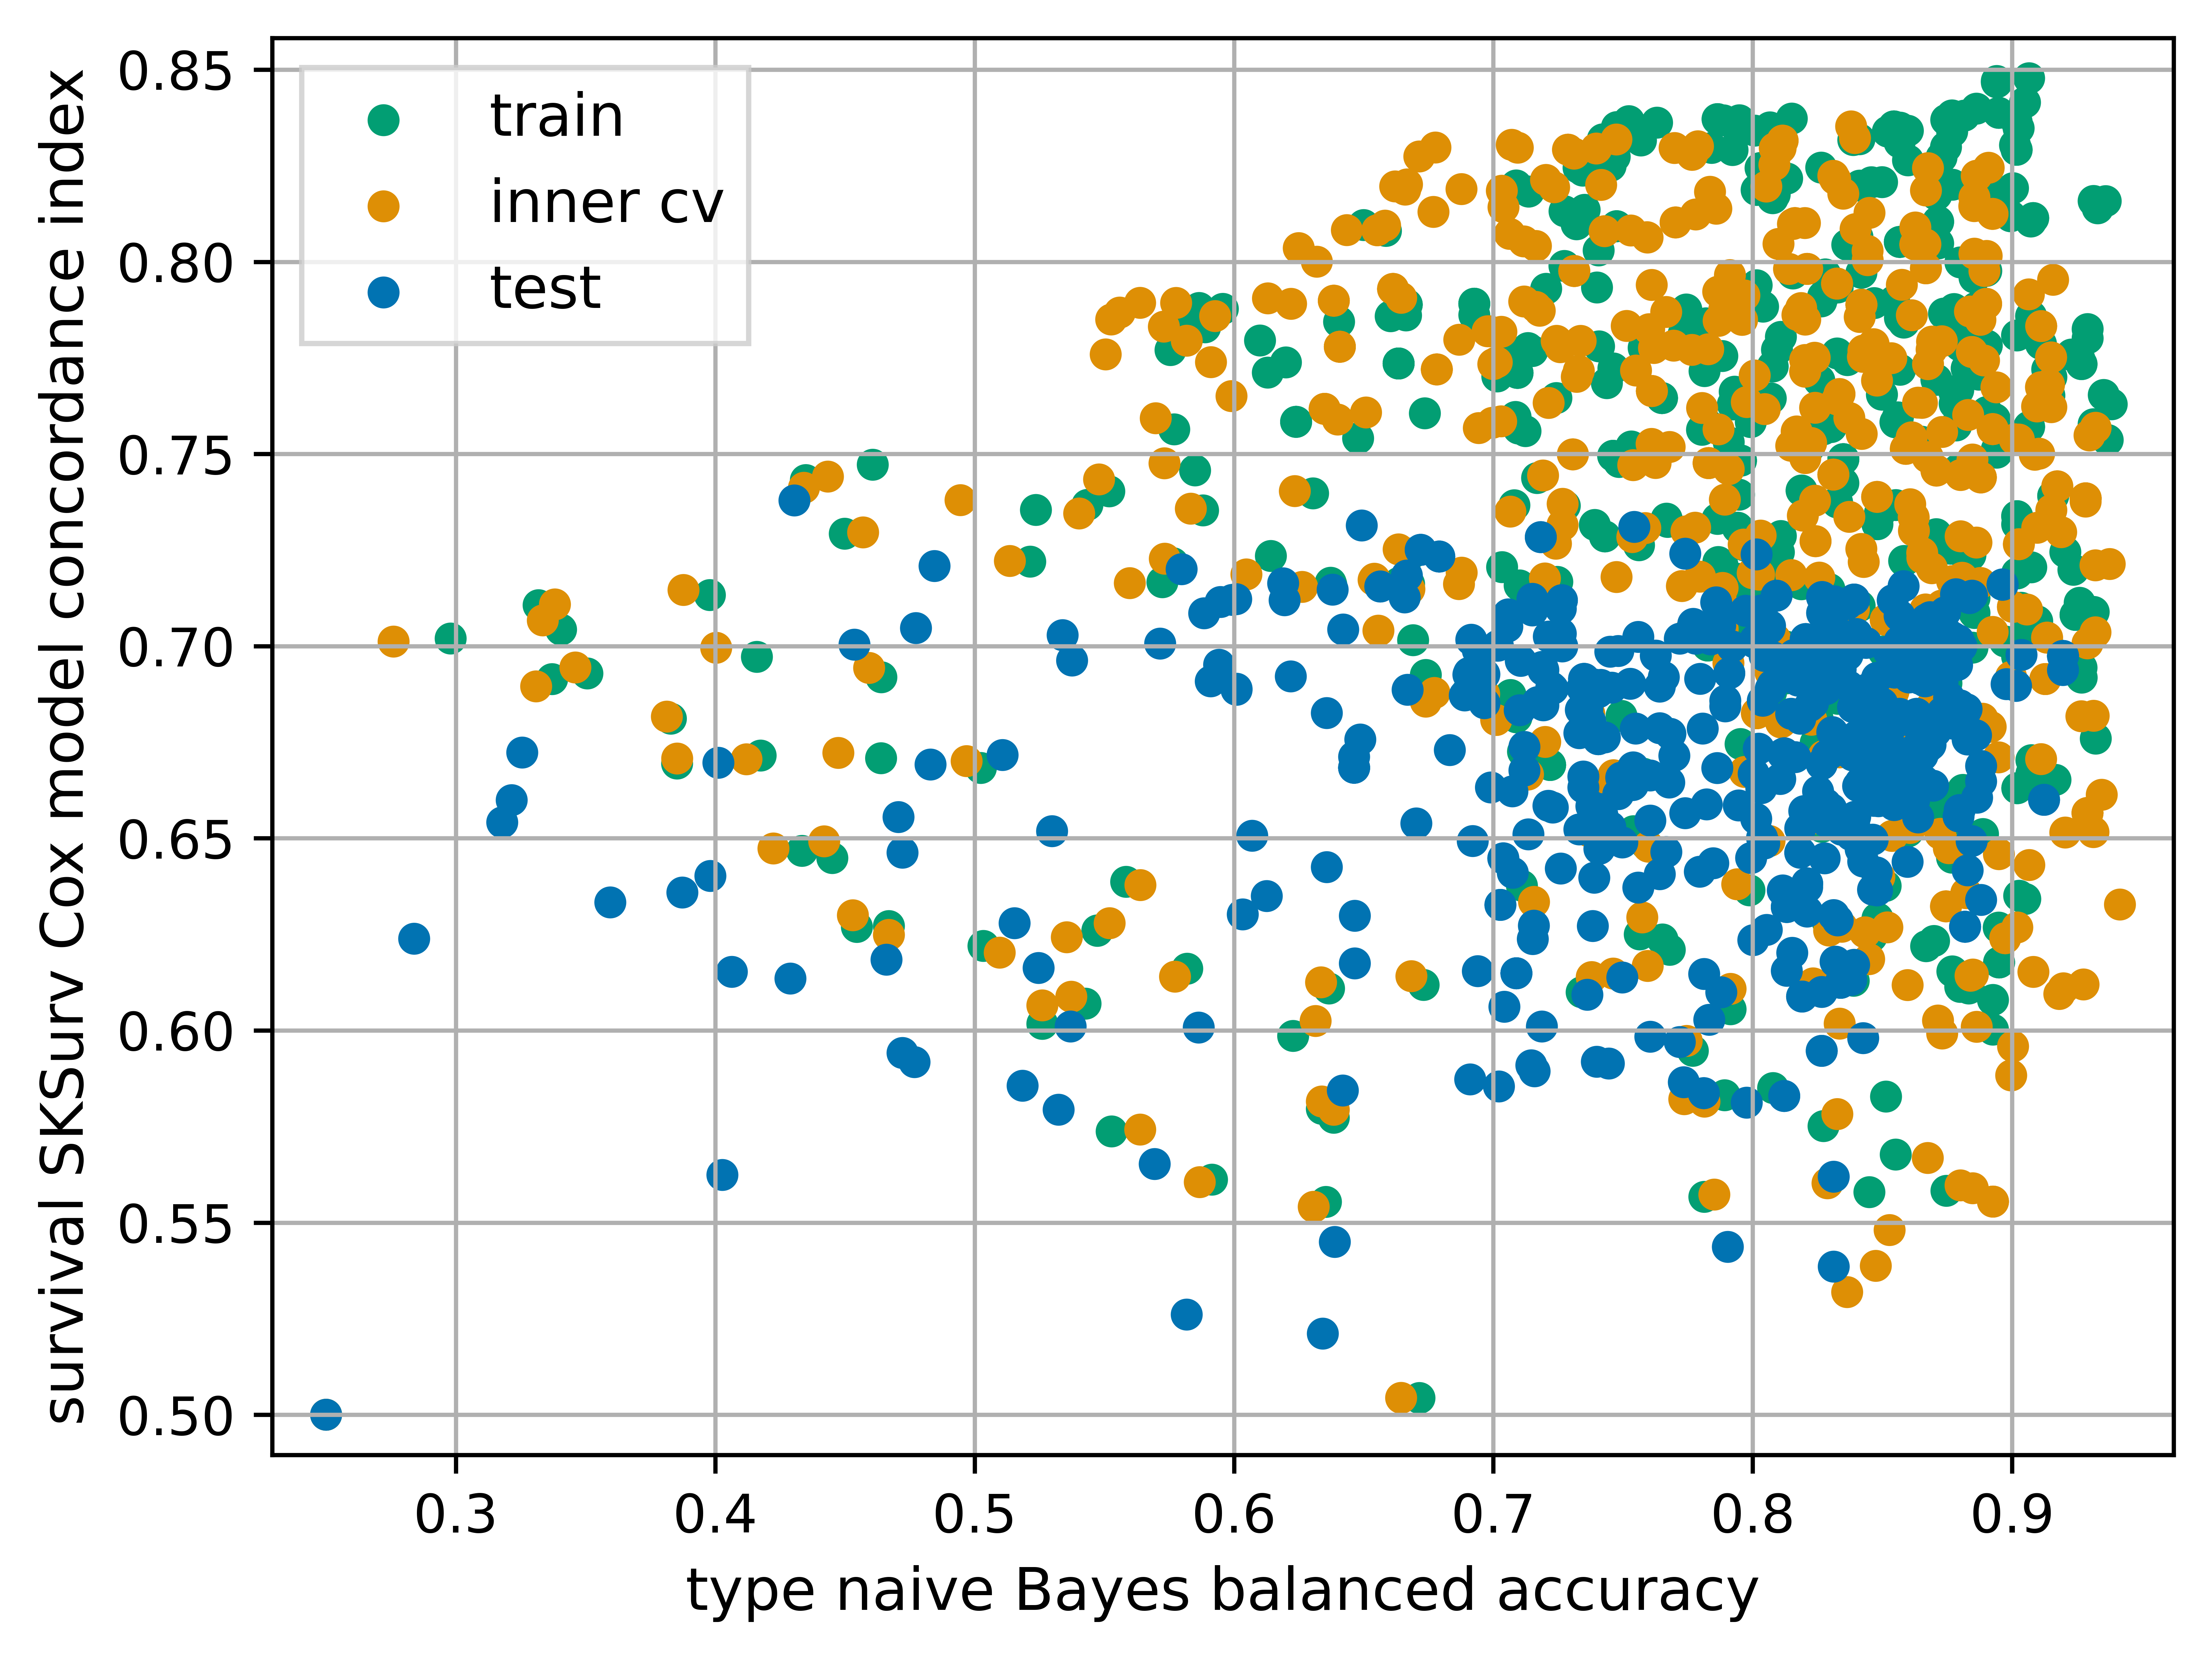 survival SKSurv Cox model concordance index
0.85
0.80
0.75
0.70
0.65
0.60
0.55
0.50
train
inner cv
test
0.3 0.4 0.5 0.6 0.7 0.8 0.9
type naive Bayes balanced accuracy